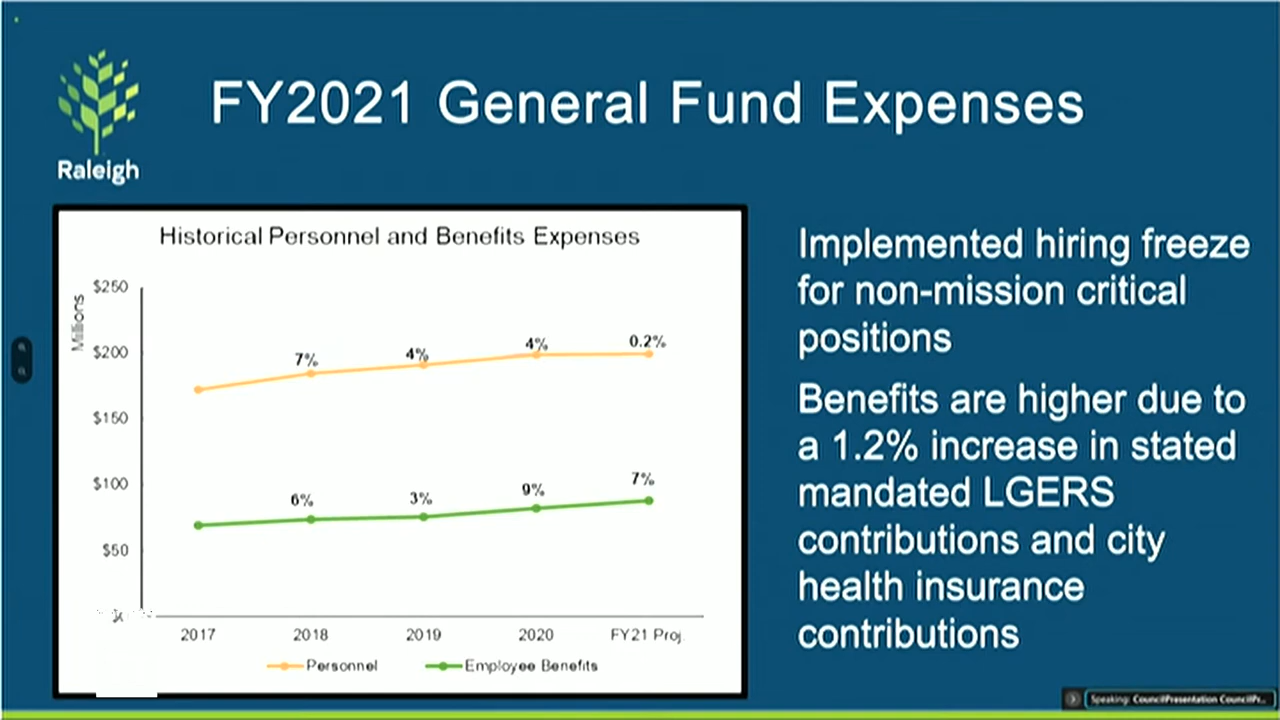 FY2021 General Fund Expenses
Raleigh
Historical Personnel and Benefits Expenses
Millions
$250
$200
$150
$100
$50
7%
4%
4%
0.2%
6%
3%
9%
7%
2017
2018
2019
2020
FY21 Proj
Personnel
Employee Benefits
Implemented hiring freeze
for non-mission critical
positions
Benefits are higher due to
a 1.2% increase in stated
mandated LGERS
contributions and city
health insurance
contributions
Speaking: CouncilPresentation CouncilPr...